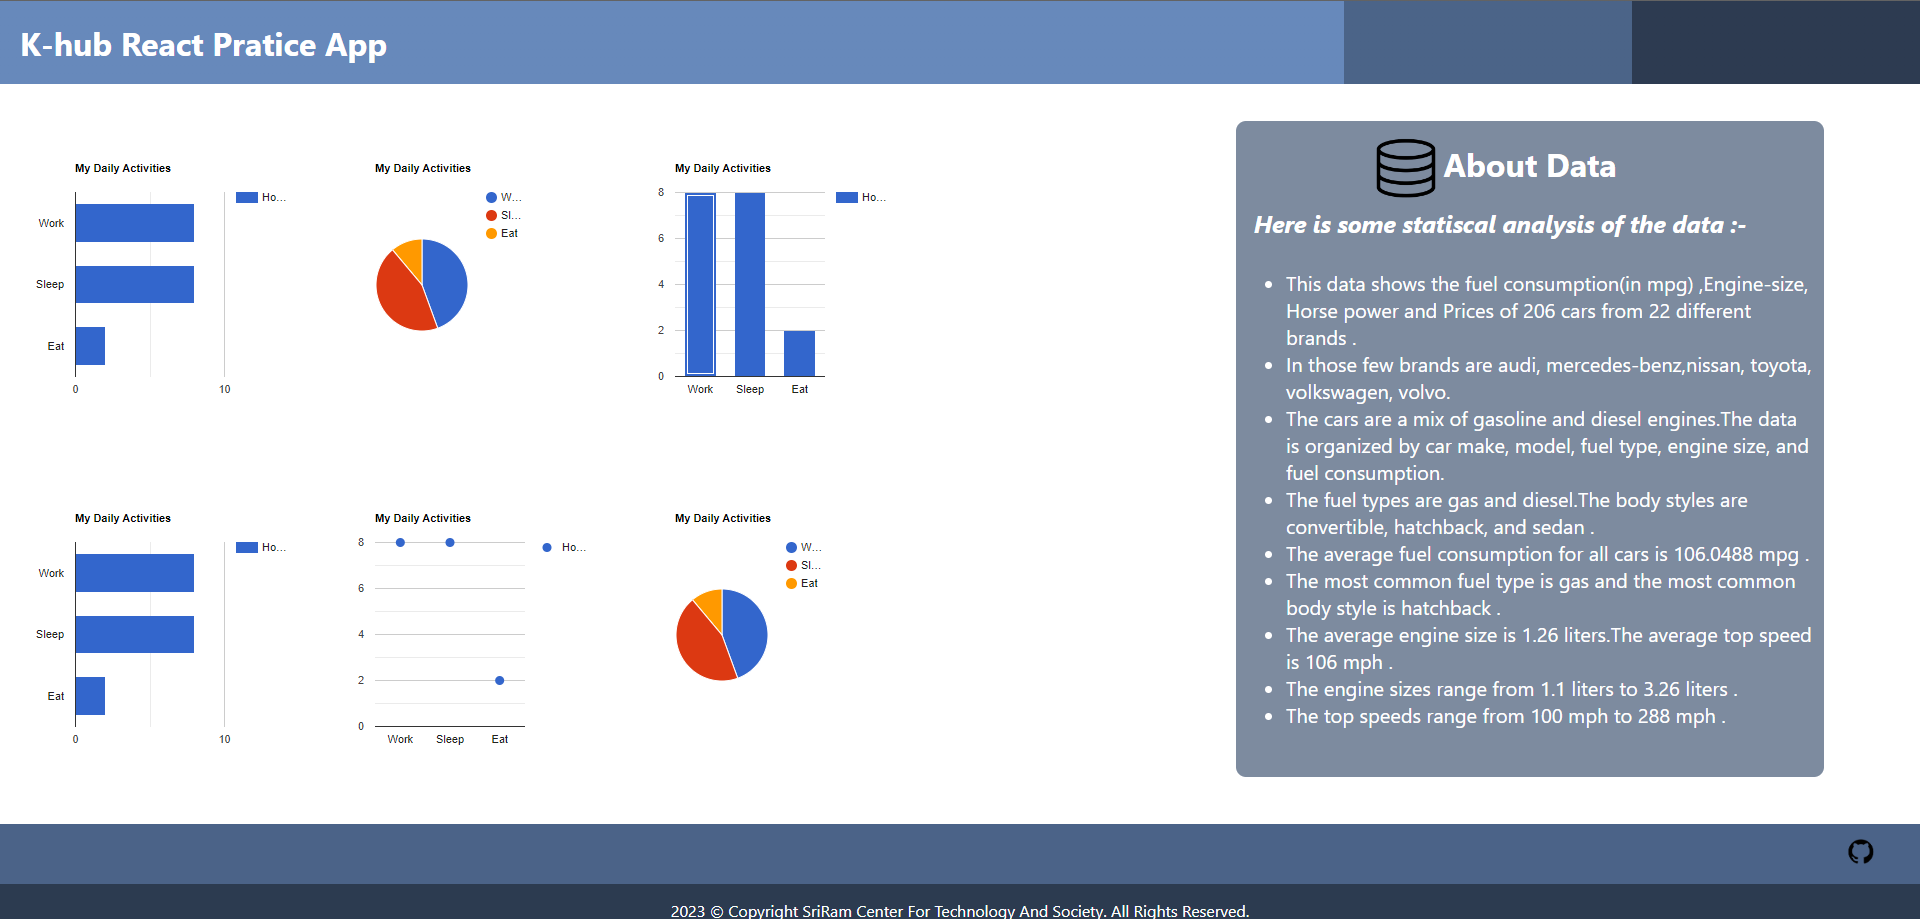 K-hub React Pratice App
My Daily Activities
Work
Sleep
Eat
0
10
Ho...
My Daily Activities
W...
Sl...
Eat
My Daily Activities
8
6
4
2
0
Work
Sleep
Eat
Ho...
My Daily Activities
Work
Sleep
Eat
0
10
Ho...
My Daily Activities
8
6
4
2
0
Work
Sleep
Eat
Ho...
My Daily Activities
W...
Sl...
Eat
About Data
Here is some statiscal analysis of the data :-
• This data shows the fuel consumption(in mpg) ,Engine-size,
Horse power and Prices of 206 cars from 22 different
brands .
• In those few brands are audi, mercedes-benz,nissan, toyota,
volkswagen, volvo.
• The cars are a mix of gasoline and diesel engines.The data
is organized by car make, model, fuel type, engine size, and
fuel consumption.
• The fuel types are gas and diesel.The body styles are
convertible, hatchback, and sedan .
• The average fuel consumption for all cars is 106.0488 mpg .
• The most common fuel type is gas and the most common
body style is hatchback .
• The average engine size is 1.26 liters.The average top speed
is 106 mph .
• The engine sizes range from 1.1 liters to 3.26 liters .
• The top speeds range from 100 mph to 288 mph .
2023 © Copyright SriRam Center For Technology And Society. All Rights Reserved.